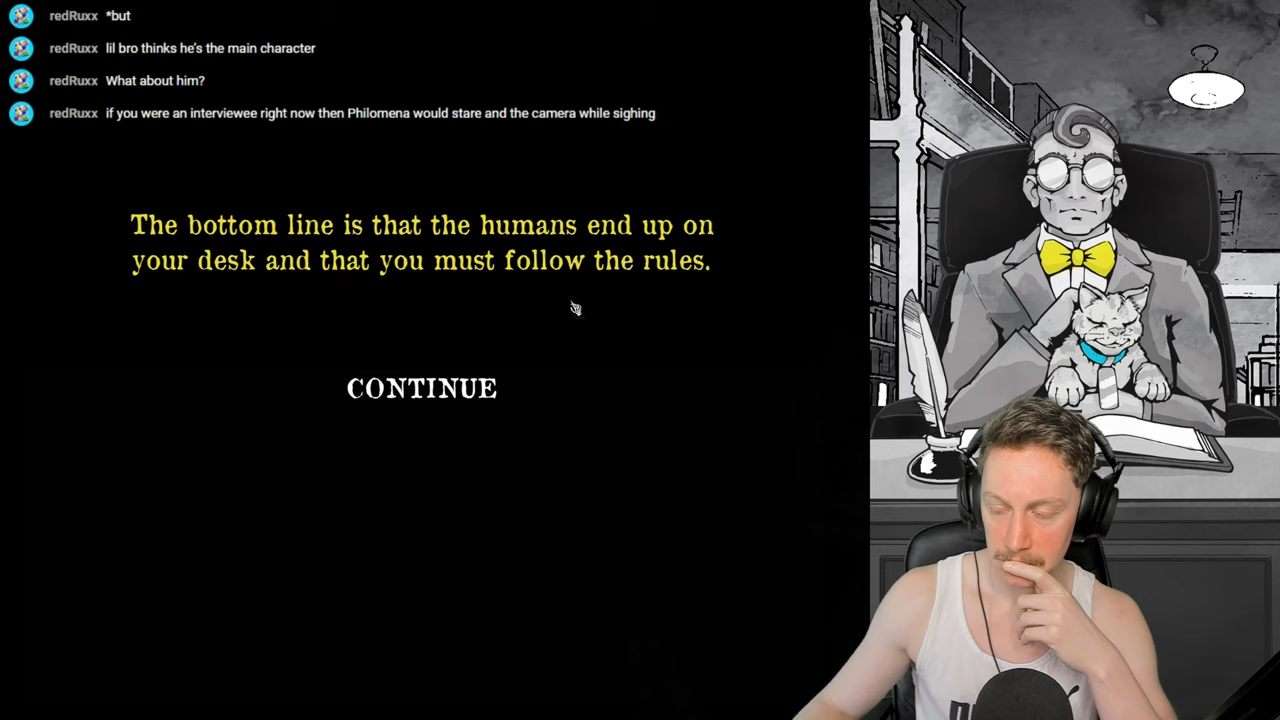 redRuxx *but
redRuxx lil bro thinks he's the main character
redRuxx What about him?
redRuxx if you were an interviewee right now then Philomena would stare and the camera while sighing
The bottom line is that the humans end up on
your desk and that you must follow the rules.
CONTINUE